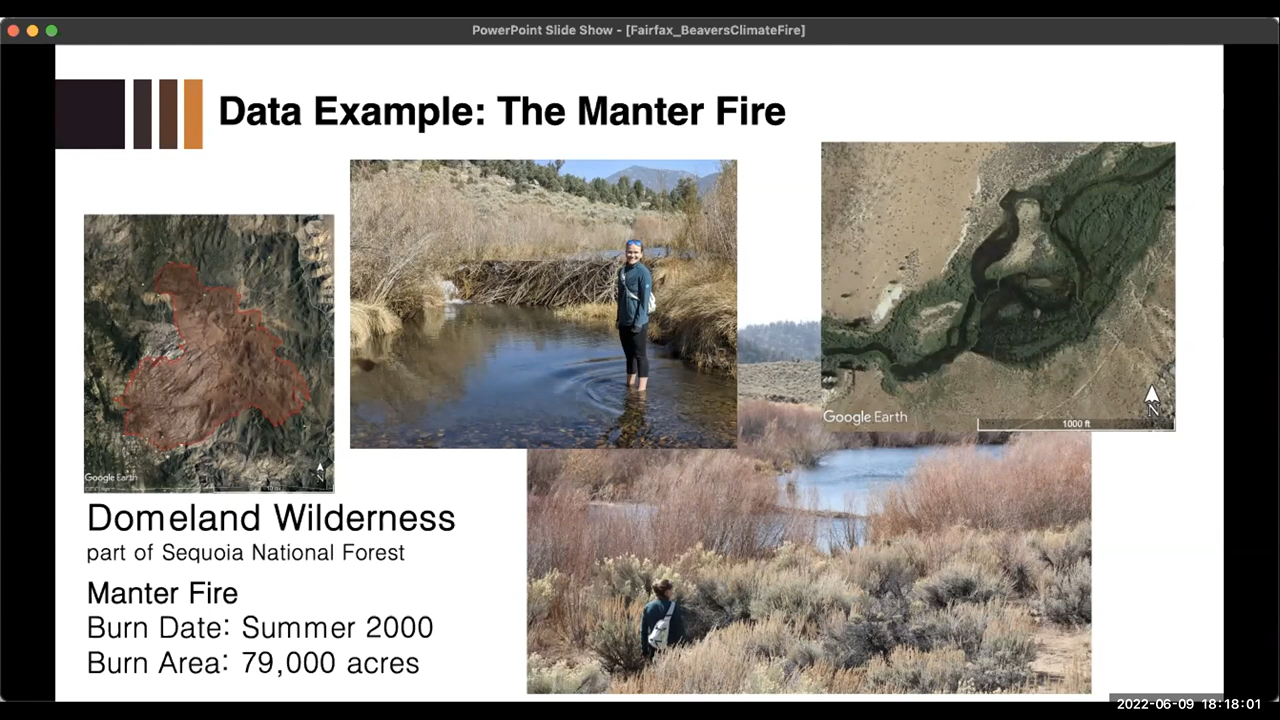 PowerPoint Slide Show - [Fairfax_BeaversClimateFire]
Data Example: The Manter Fire
Google Earth
N
Google Earth
1000 ft
N
Domeland Wilderness
part of Sequoia National Forest
Manter Fire
Burn Date: Summer 2000
Burn Area: 79,000 acres
2022-06-09 18:18:01